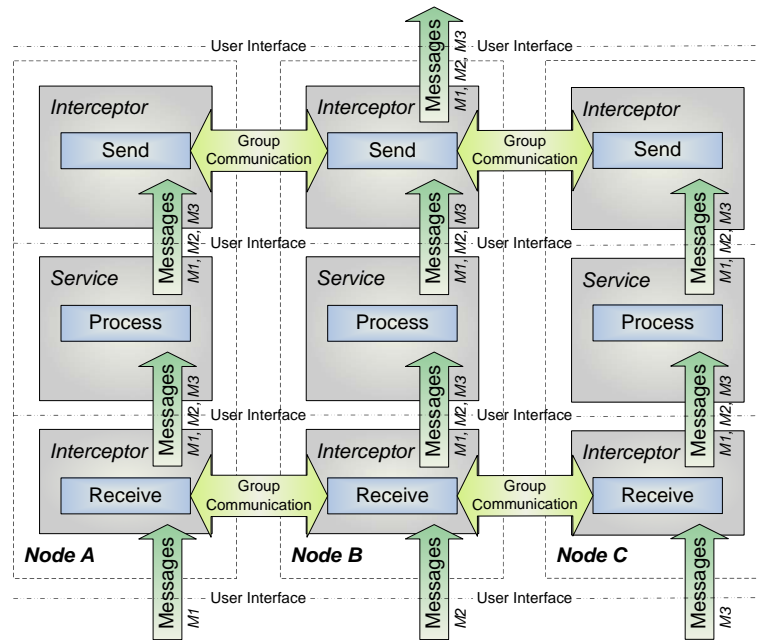 Messages
M1, M2, M3
User Interface
User Interface
Interceptor
Interceptor
Interceptor
Send
Group
Communication
Send
Group
Communication
Send
Messages
M1, M2, M3
Messages
M1, M2, M3
Messages
M1, M2, M3
User Interface
User Interface
Service
Service
Service
Process
Process
Process
Messages
M1, M2, M3
Messages
M1, M2, M3
Messages
M1, M2, M3
User Interface
User Interface
Interceptor
Interceptor
Interceptor
Receive
Group
Communication
Receive
Group
Communication
Receive
Node A
Node B
Node C
Messages
M1
Messages
M2
Messages
M3
User Interface
User Interface